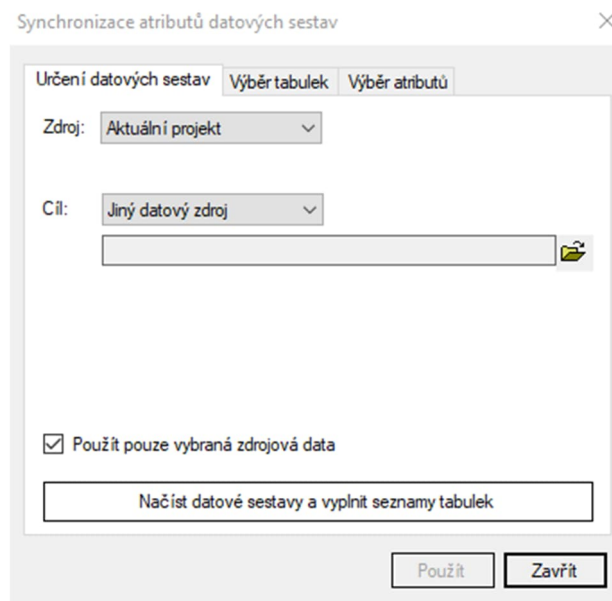 Synchronizace atributů datových sestav
Určení datových sestav Výběr tabulek Výběr atributů
Zdroj: Aktuální projekt
Cíl: Jiný datový zdroj
Použít pouze vybraná zdrojová data
Načíst datové sestavy a vyplnit seznamy tabulek
Použít Zavřít